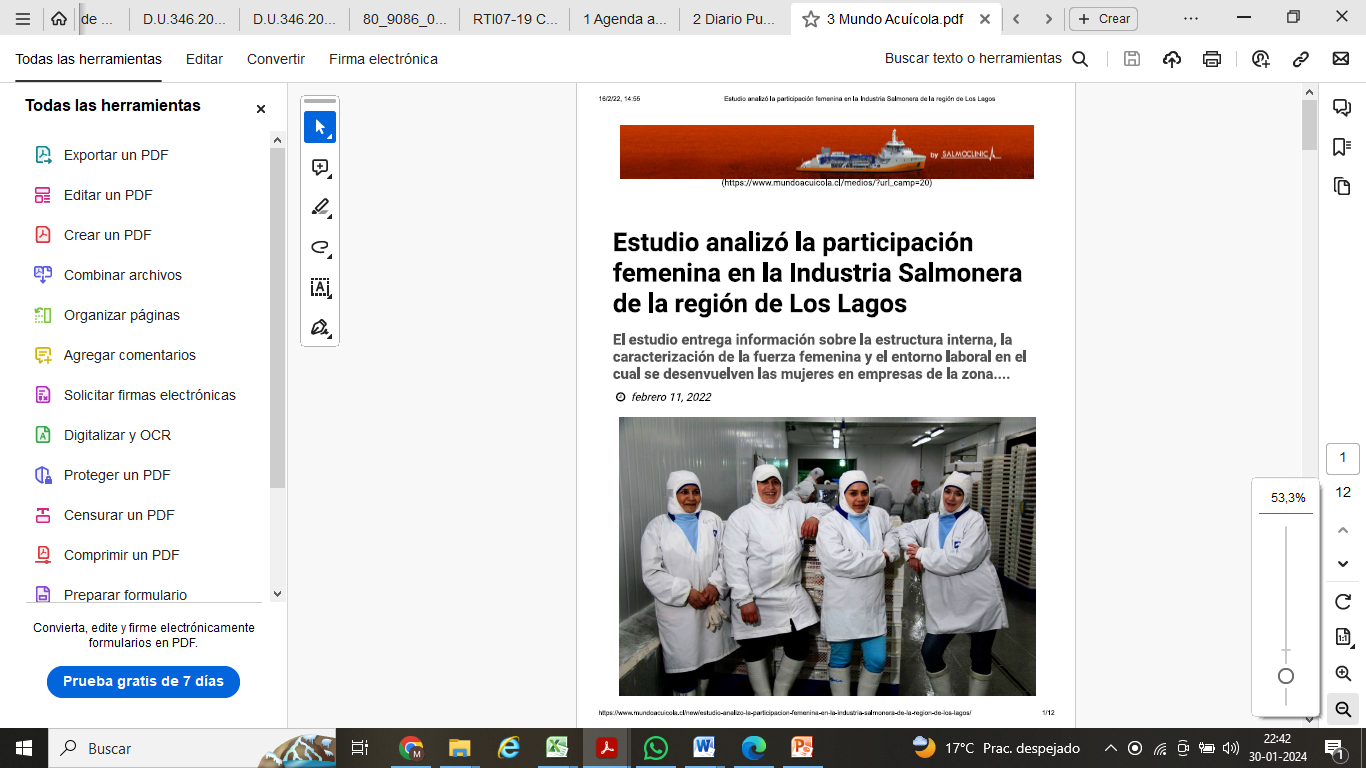 de ...
D.U.346.20...
D.U.346.20...
80_9086_0...
RTI07-19 C...
1 Agenda a...
2 Diario Pu...
3 Mundo Acuícola.pdf
Crear
Todas las herramientas
Editar
Convertir
Firma electrónica
Buscar texto o herramientas
Todas las herramientas
Exportar un PDF
Editar un PDF
Crear un PDF
Combinar archivos
Organizar páginas
Agregar comentarios
Solicitar firmas electrónicas
Digitalizar y OCR
Proteger un PDF
Censurar un PDF
Comprimir un PDF
Preparar formulario
Convierta, edite y firme electrónicamente
formularios en PDF.
Prueba gratis de 7 días
16/2/22, 14:55
Estudio analizó la participación femenina en la Industria Salmonera de la región de Los Lagos
by SALMOCLINIC
(https://www.mundoacuicola.cl/medios/?url_camp=20)
Estudio analizó la participación
femenina en la Industria Salmonera
de la región de Los Lagos
El estudio entrega información sobre la estructura interna, la
caracterización de la fuerza femenina y el entorno laboral en el
cual se desenvuelven las mujeres en empresas de la zona....
febrero 11, 2022
https://www.mundoacuicola.cl/new/estudio-analizo-la-participacion-femenina-en-la-industria-salmonera-de-la-region-de-los-lagos/
1/12
53,3%
1
12
1:1
Buscar
17°C Prac. despejado
22:42
30-01-2024
1